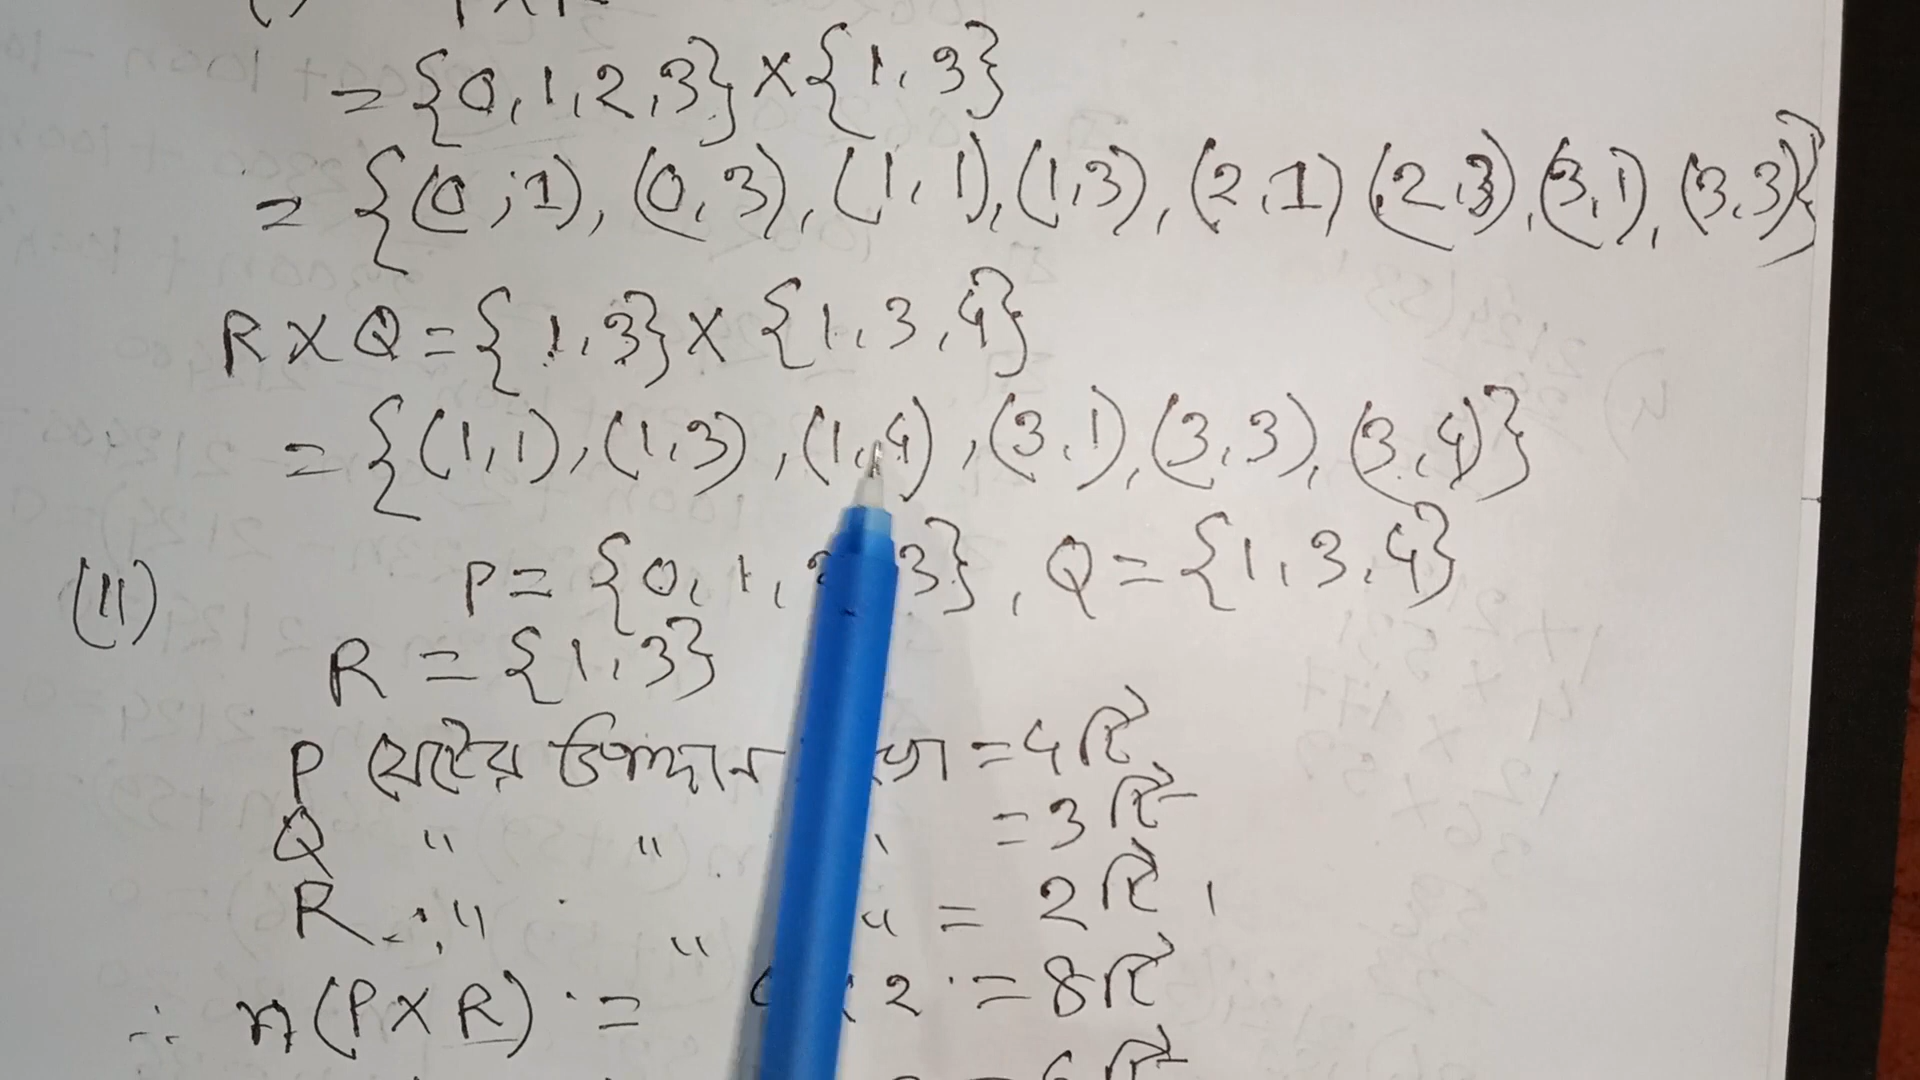 = {0, 1, 2, 3} × {1, 3}
= {(0, 1), (0, 3), (1, 1), (1, 3), (2, 1) (2, 3), (3, 1), (3, 3)}
R × Q = {1, 3} × {1, 3, 4}
= {(1, 1), (1, 3), (1, 4), (3, 1), (3, 3), (3, 4)}
(II) P = {0, 1, 2, 3}, Q = {1, 3, 4}
R = {1, 3}
P সেটের উপাদান = 4টি
Q " " = 3টি
R " " " = 2টি ।
∴ n(P × R) = 2 = 8টি